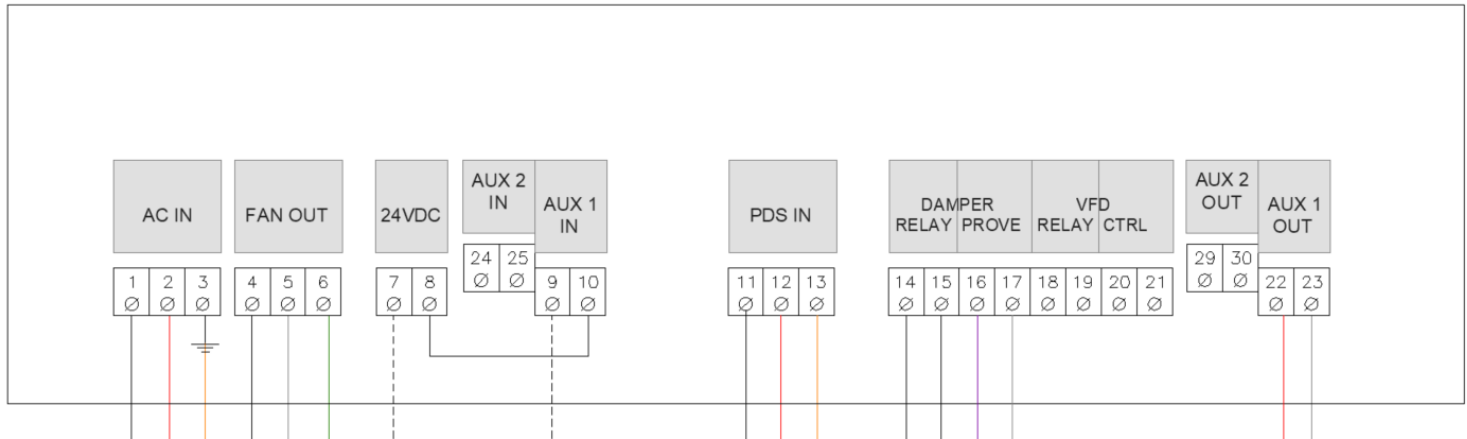 AC IN
FAN OUT
24VDC
AUX 2
IN
AUX 1
IN
PDS IN
DAMPER
RELAY PROVE
VFD
RELAY CTRL
AUX 2
OUT
AUX 1
OUT
24 25
29 30
1 2 3 4 5 6 7 8 9 10 11 12 13 14 15 16 17 18 19 20 21 22 23